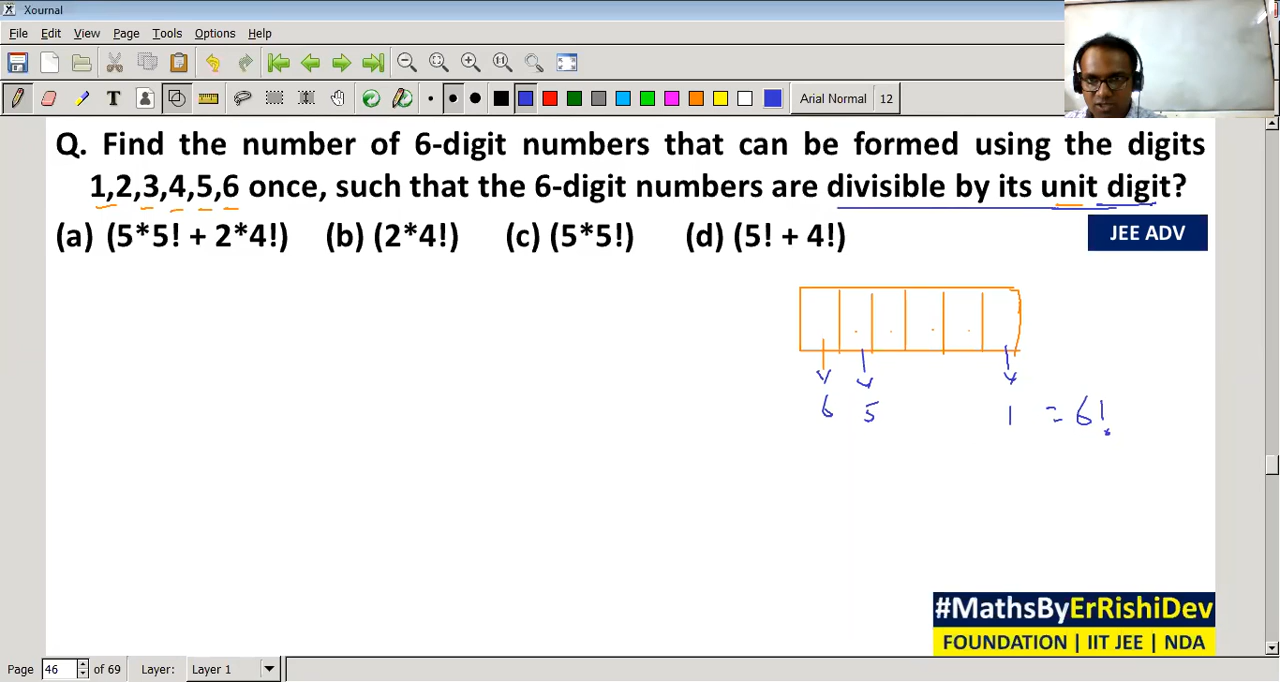 Xournal
File Edit View Page Tools Options Help
Arial Normal 12
Q. Find the number of 6-digit numbers that can be formed using the digits
1,2,3,4,5,6 once, such that the 6-digit numbers are divisible by its unit digit?
(a) (5*5! + 2*4!) (b) (2*4!) (c) (5*5!) (d) (5! + 4!)
JEE ADV
6 5 1 = 6!
#MathsByErRishiDev
FOUNDATION | IIT JEE | NDA
Page 46 of 69 Layer: Layer 1